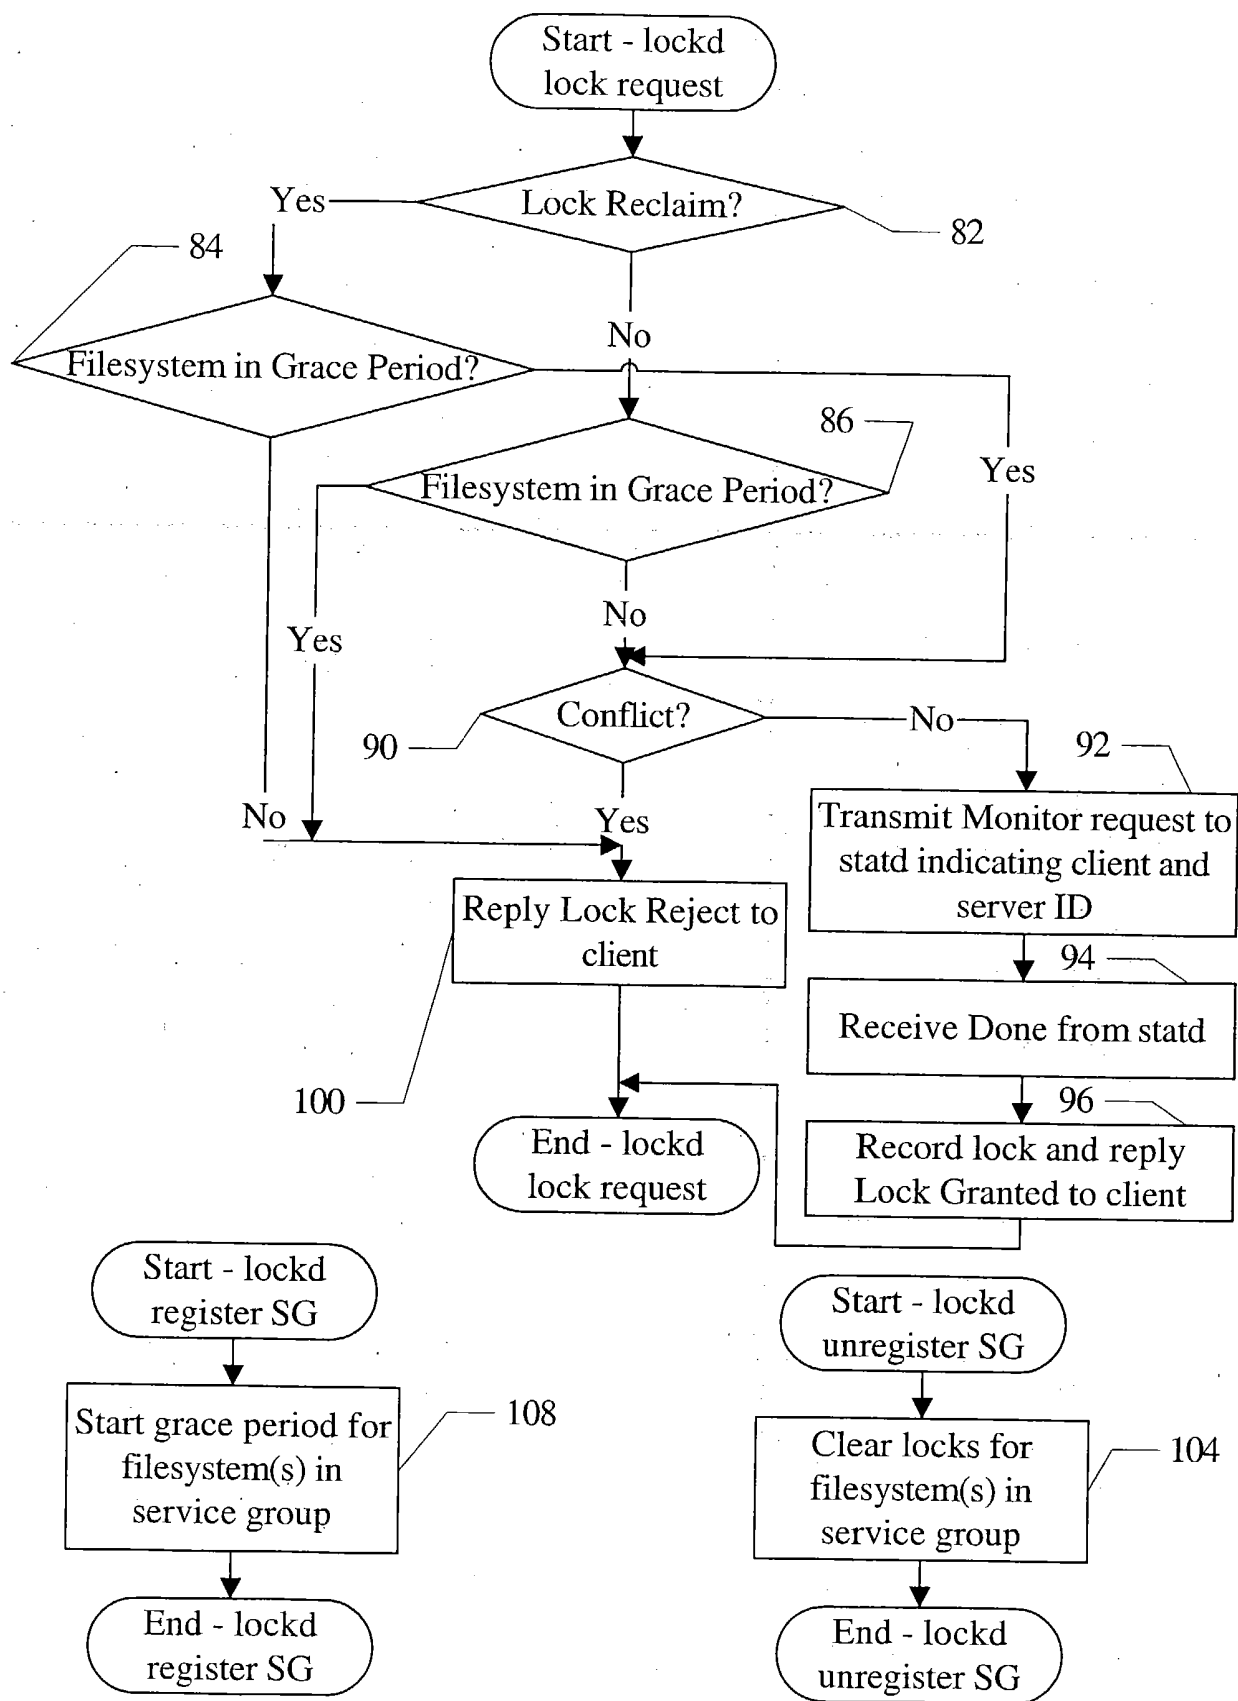 Start - lockd
lock request
Lock Reclaim?
Yes
82
84
No
Filesystem in Grace Period?
86
Yes
Filesystem in Grace Period?
No
Yes
Conflict?
No
90
92
No
Yes
Transmit Monitor request to
statd indicating client and
server ID
Reply Lock Reject to
client
94
Receive Done from statd
100
96
End - lockd
lock request
Record lock and reply
Lock Granted to client
Start - lockd
register SG
Start grace period for
filesystem(s) in
service group
108
End - lockd
register SG
Start - lockd
unregister SG
Clear locks for
filesystem(s) in
service group
104
End - lockd
unregister SG